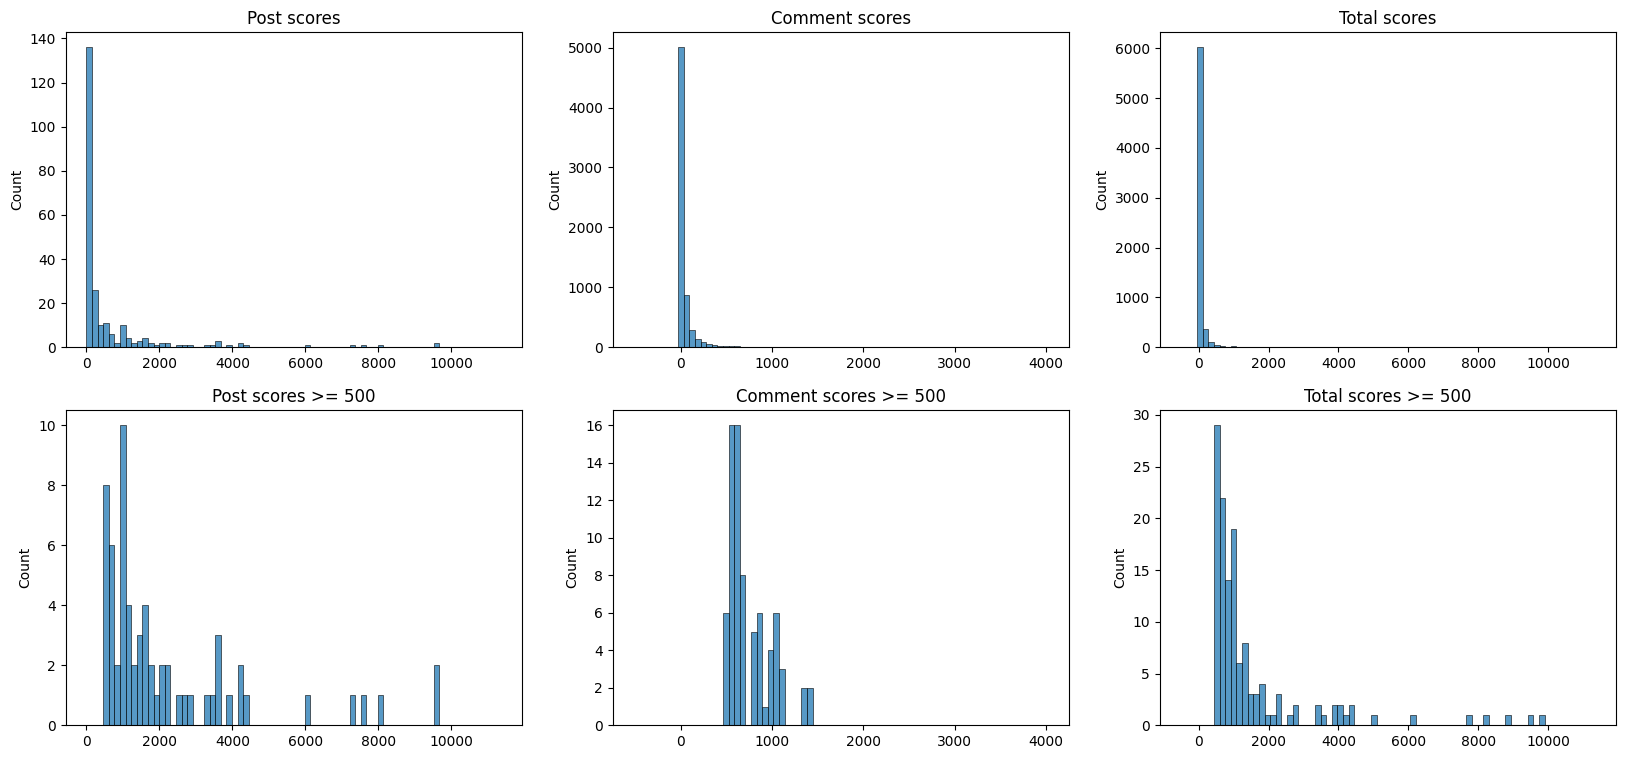 Post scores
Comment scores
Total scores
140
120
100
80
60
40
20
0
Count
0 2000 4000 6000 8000 10000
5000
4000
3000
2000
1000
0
Count
0 1000 2000 3000 4000
6000
5000
4000
3000
2000
1000
0
Count
0 2000 4000 6000 8000 10000
Post scores >= 500
Comment scores >= 500
Total scores >= 500
10
8
6
4
2
0
Count
0 2000 4000 6000 8000 10000
16
14
12
10
8
6
4
2
0
Count
0 1000 2000 3000 4000
30
25
20
15
10
5
0
Count
0 2000 4000 6000 8000 10000